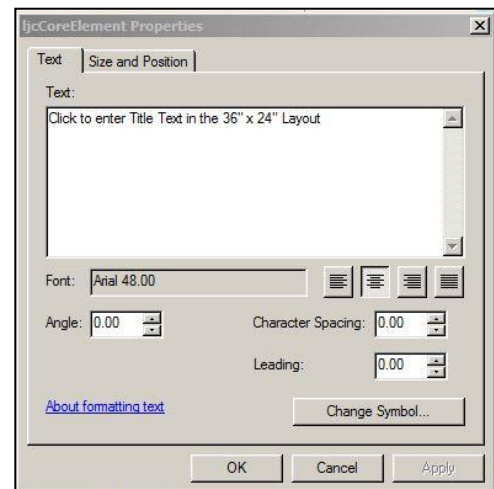 ljcCoreElement Properties
Text Size and Position
Text:
Click to enter Title Text in the 36" x 24" Layout
Font: Arial 48.00
Angle: 0.00 Character Spacing: 0.00
Leading: 0.00
About formatting text Change Symbol...
OK Cancel Apply